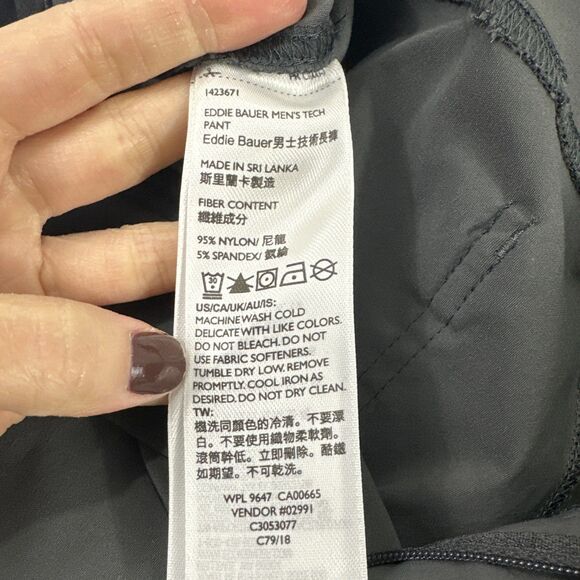 1423671
EDDIE BAUER MEN'S TECH
PANT
Eddie Bauer男士技術長褲
MADE IN SRI LANKA
斯里蘭卡製造
FIBER CONTENT
纖維成分
95% NYLON/ 尼龍
5% SPANDEX/ 氨綸
30
US/CA/UK/AU/IS:
MACHINE WASH COLD
DELICATE WITH LIKE COLORS.
DO NOT BLEACH. DO NOT
USE FABRIC SOFTENERS.
TUMBLE DRY LOW. REMOVE
PROMPTLY. COOL IRON AS
DESIRED. DO NOT DRY CLEAN.
TW:
機洗同顏色的冷清。不要漂
白。不要使用織物柔軟劑。
滾筒幹低。立即刪除。酷鐵
如期望。不可乾洗。
WPL 9647 CA00665
VENDOR #02991
C3053077
C79/18